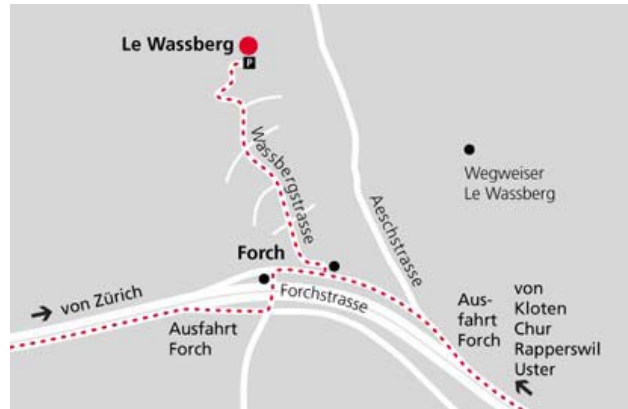 Le Wassberg
P
Wassbergstrasse
Aeschstrasse
Wegweiser
Le Wassberg
Forch
von Zürich
Forchstrasse
Ausfahrt
Forch
Aus-
fahrt
Forch
von
Kloten
Chur
Rapperswil
Uster